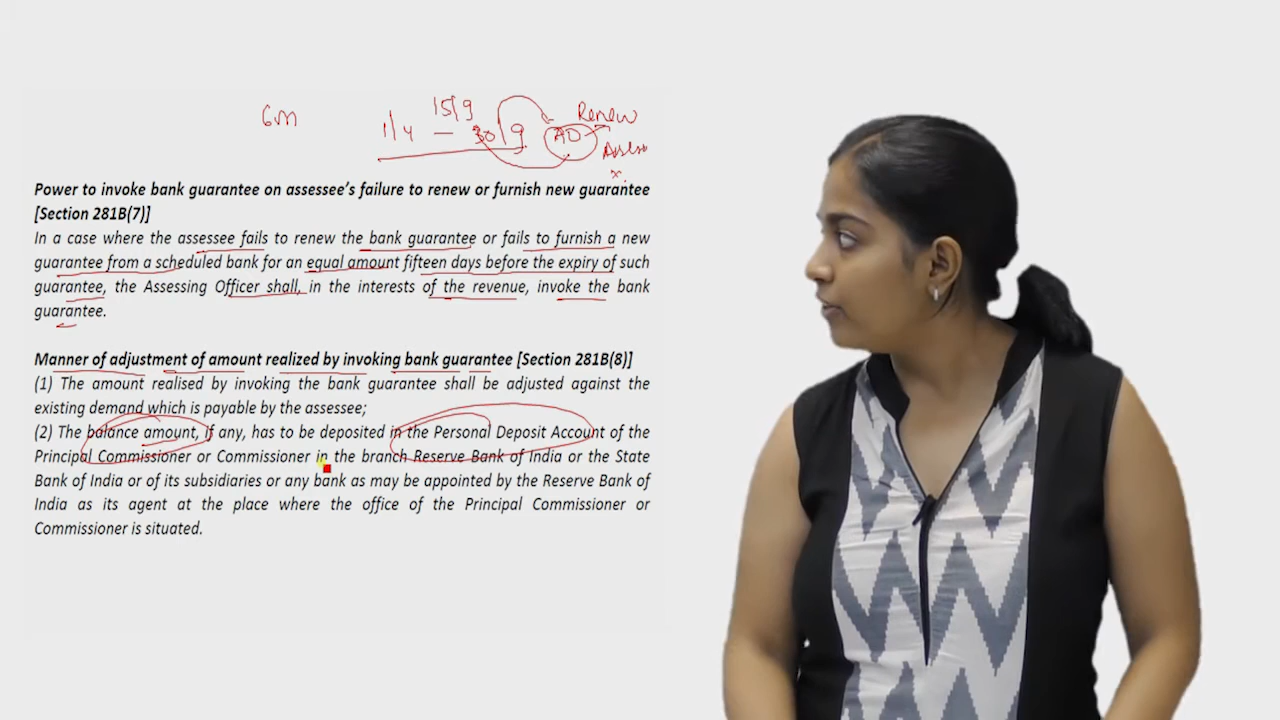 6m
15/9
1/4 — 30/9 AO Renew
Power to invoke bank guarantee on assessee's failure to renew or furnish new guarantee
[Section 281B(7)]
In a case where the assessee fails to renew the bank guarantee or fails to furnish a new
guarantee from a scheduled bank for an equal amount fifteen days before the expiry of such
guarantee, the Assessing Officer shall, in the interests of the revenue, invoke the bank
guarantee.
Manner of adjustment of amount realized by invoking bank guarantee [Section 281B(8)]
(1) The amount realised by invoking the bank guarantee shall be adjusted against the
existing demand which is payable by the assessee;
(2) The balance amount, if any, has to be deposited in the Personal Deposit Account of the
Principal Commissioner or Commissioner in the branch Reserve Bank of India or the State
Bank of India or of its subsidiaries or any bank as may be appointed by the Reserve Bank of
India as its agent at the place where the office of the Principal Commissioner or
Commissioner is situated.